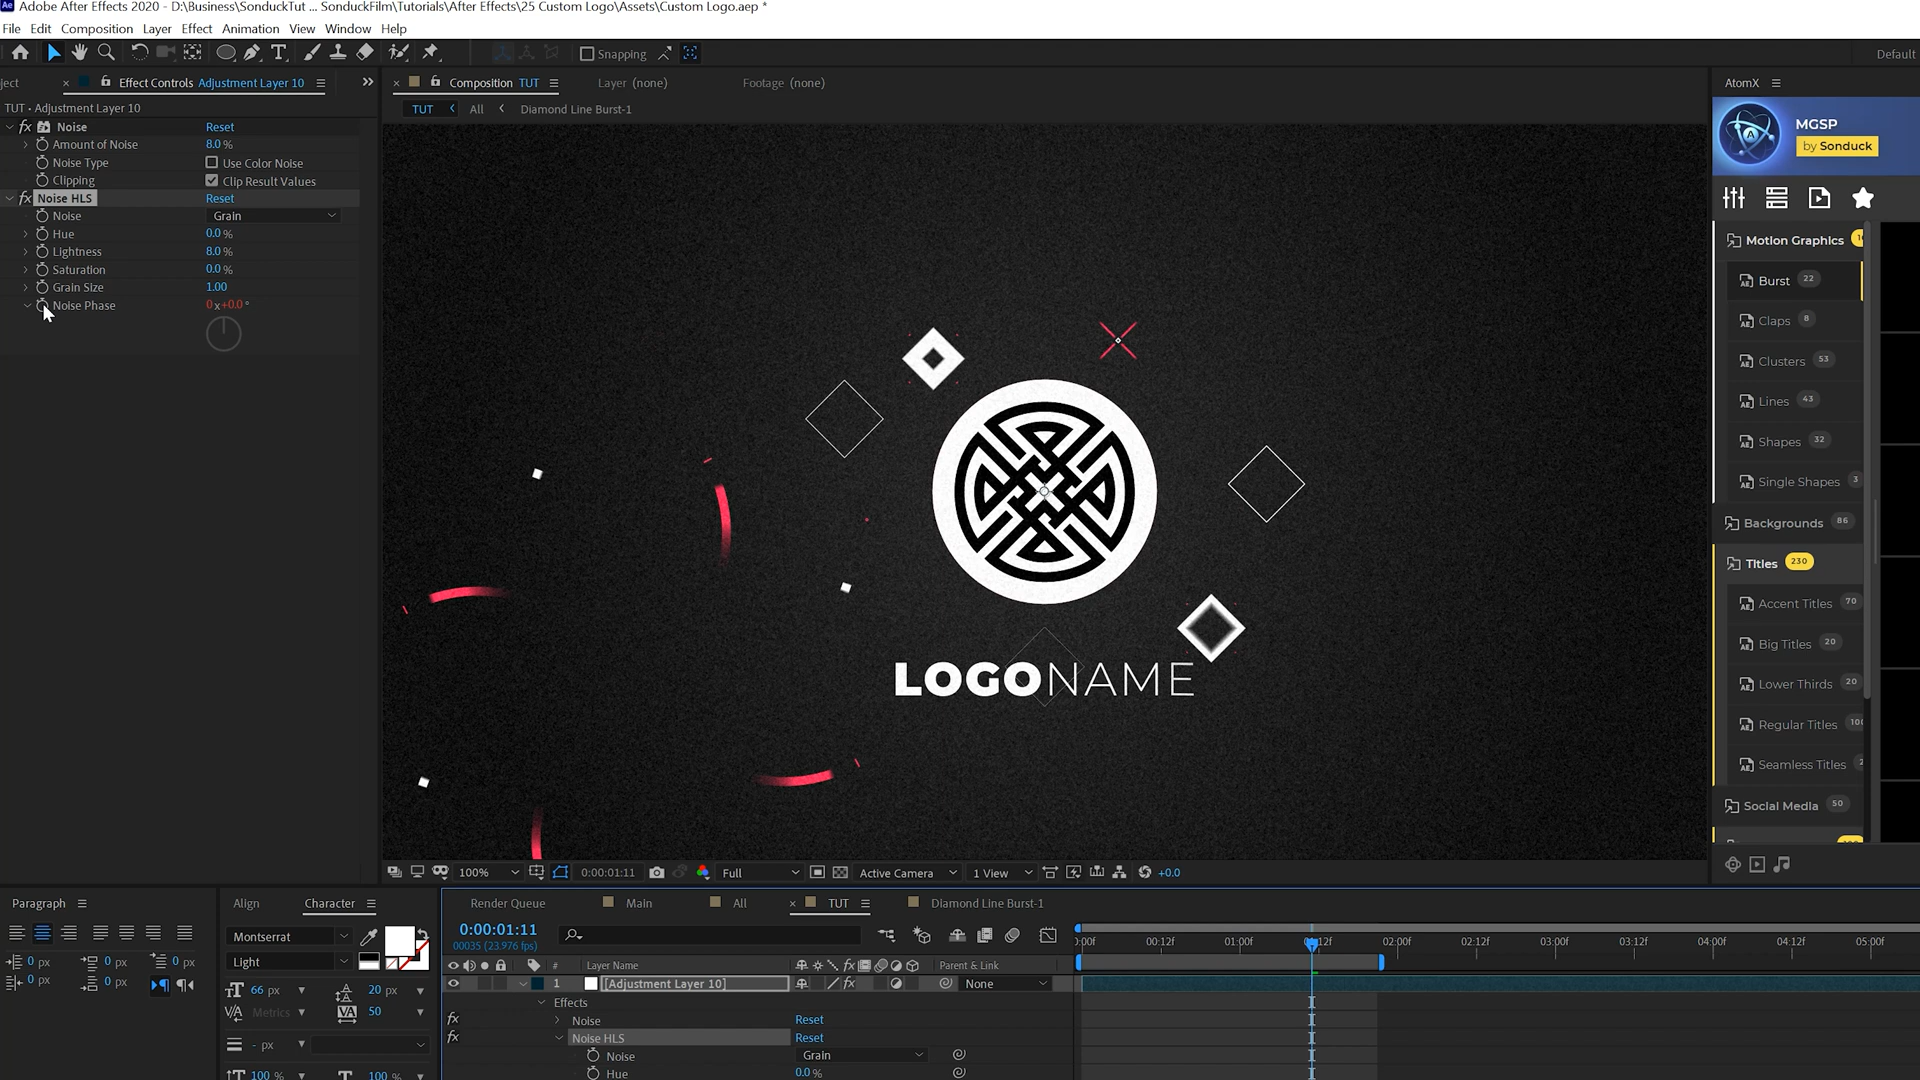 Adobe After Effects 2020 - D:\Business\SonduckTut ... SonduckFilm\Tutorials\After Effects\25 Custom Logo\Assets\Custom Logo.aep *
File Edit Composition Layer Effect Animation View Window Help
Snapping
Default
ject
Effect Controls Adjustment Layer 10
TUT • Adjustment Layer 10
fx Noise Reset
Amount of Noise 8.0 %
Noise Type Use Color Noise
Clipping Clip Result Values
fx Noise HLS Reset
Noise Grain
Hue 0.0 %
Lightness 8.0 %
Saturation 0.0 %
Grain Size 1.00
Noise Phase 0 x+0.0 °
Composition TUT
Layer (none)
Footage (none)
TUT All Diamond Line Burst-1
LOGONAME
100% 0:00:01:11 Full Active Camera 1 View +0.0
AtomX
MGSP
by Sonduck
Motion Graphics
Burst 22
Claps 8
Clusters 53
Lines 43
Shapes 32
Single Shapes 3
Backgrounds 86
Titles 230
Accent Titles 70
Big Titles 20
Lower Thirds 20
Regular Titles 100
Seamless Titles
Social Media 50
Paragraph
0 px 0 px 0 px
0 px 0 px
Align Character
Montserrat
Light
66 px 20 px
Metrics 50
- px
100 % 100 %
Render Queue Main All TUT Diamond Line Burst-1
0:00:01:11
00035 (23.976 fps)
# Layer Name Parent & Link
1 [Adjustment Layer 10] None
Effects
fx Noise Reset
fx Noise HLS Reset
Noise Grain
Hue 0.0 %
):00f 00:12f 01:00f 01:12f 02:00f 02:12f 03:00f 03:12f 04:00f 04:12f 05:00f